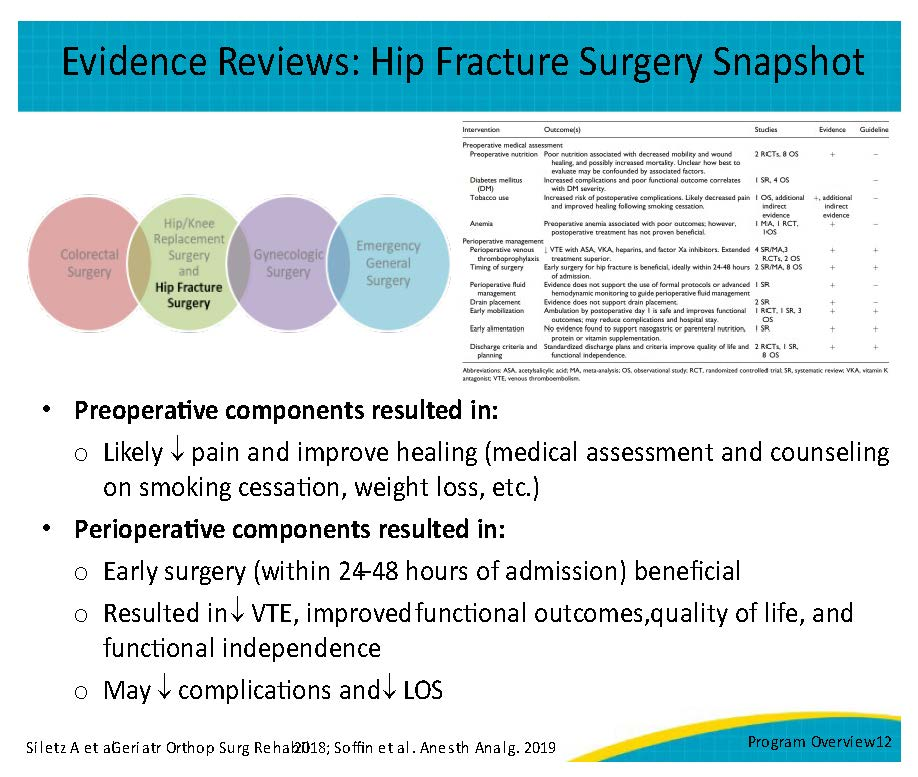 Evidence Reviews: Hip Fracture Surgery Snapshot
Colorectal
Surgery
Hip/Knee
Replacement
Surgery
and
Hip Fracture
Surgery
Gynecologic
Surgery
Emergency
General
Surgery
Intervention Outcome(s) Studies Evidence Guideline
Preoperative medical assessment
Preoperative nutrition Poor nutrition associated with decreased mobility and wound 2 RCTs, 8 OS + −
healing, and possibly increased mortality. Unclear how best to
evaluate may be confounded by associated factors.
Diabetes mellitus Increased complications and poor functional outcome correlates 1 SR, 4 OS −
(DM) with DM severity.
Tobacco use Increased risk of postoperative complications. Likely decreased pain 1 OS, additional +, additional −
and improved healing following smoking cessation. indirect indirect
evidence evidence
Anemia Preoperative anemia associated with poor outcomes; however, 1 MA, 1 RCT, + −
postoperative treatment has not proven beneficial. 1OS
Perioperative management
Perioperative venous ↓ VTE with ASA, VKA, heparins, and factor Xa inhibitors. Extended 4 SR/MA,3 + +
thromboprophylaxis treatment superior. RCTs, 2 OS
Timing of surgery Early surgery for hip fracture is beneficial, ideally within 24-48 hours 2 SR/MA, 8 OS + +
of admission.
Perioperative fluid Evidence does not support the use of formal protocols or advanced 1 SR + −
management hemodynamic monitoring to guide perioperative fluid management
Drain placement Evidence does not support drain placement. 2 SR + −
Early mobilization Ambulation by postoperative day 1 is safe and improves functional 1 RCT, 1 SR, 3 + +
outcomes; may reduce complications and hospital stay. OS
Early alimentation No evidence found to support nasogastric or parenteral nutrition, 1 SR + +
protein or vitamin supplementation.
Discharge criteria and Standardized discharge plans and criteria improve quality of life and 2 RCTs, 1 SR, + +
planning functional independence. 8 OS
Abbreviations: ASA, acetylsalicylic acid; MA, meta-analysis; OS, observational study; RCT, randomized controlled trial; SR, systematic review; VKA, vitamin K
antagonist; VTE, venous thromboembolism.
• Preoperative components resulted in:
o Likely ↓ pain and improve healing (medical assessment and counseling
on smoking cessation, weight loss, etc.)
• Perioperative components resulted in:
o Early surgery (within 24-48 hours of admission) beneficial
o Resulted in ↓ VTE, improved functional outcomes, quality of life, and
functional independence
o May ↓ complications and ↓ LOS
Siletz A et al Geriatr Orthop Surg Rehabil 2018; Soffin et al. Anesth Analg. 2019
Program Overview 12